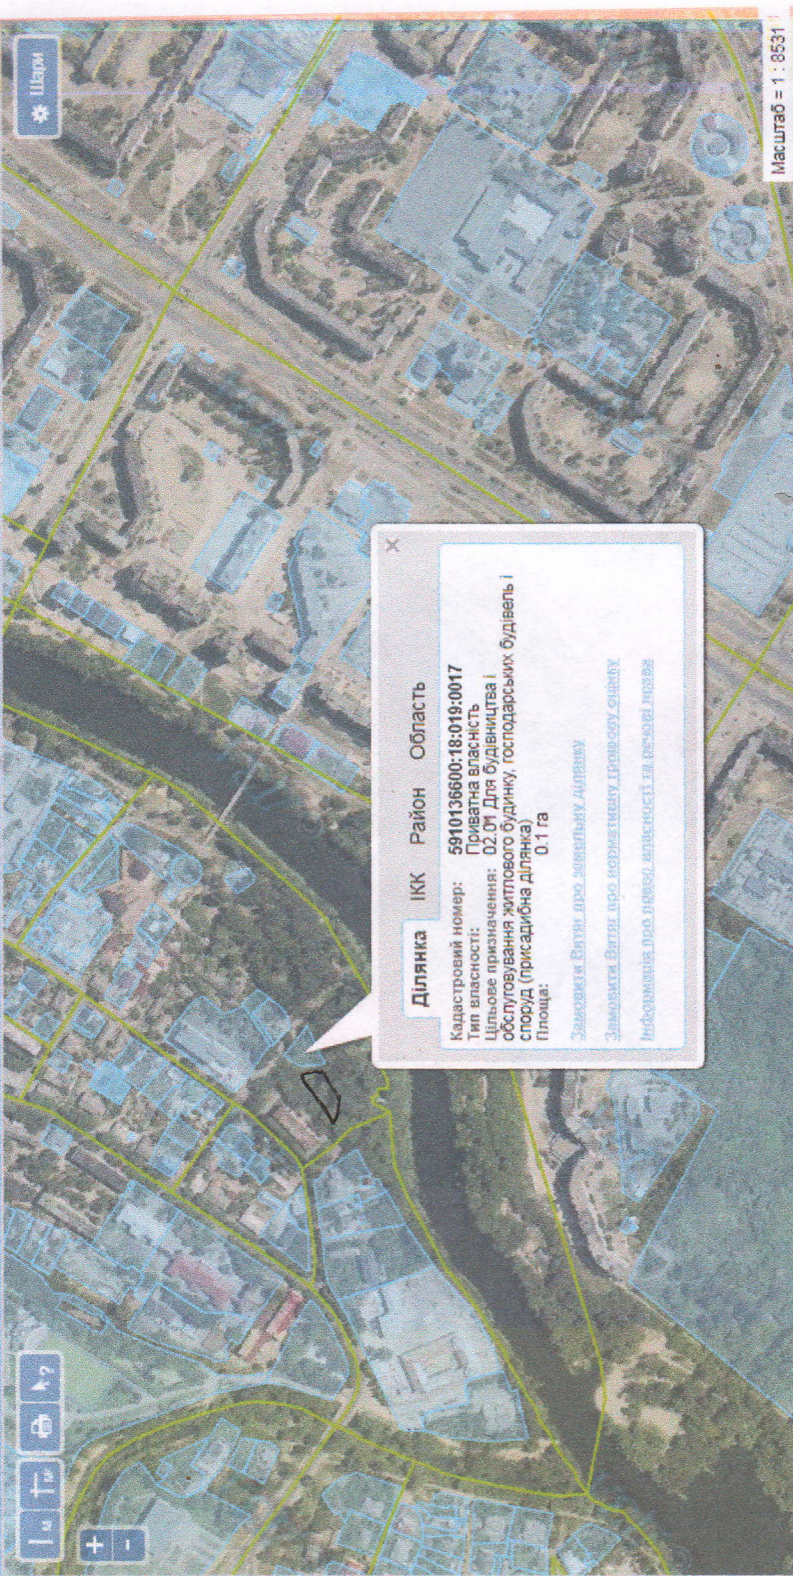 Шари
Ділянка ІКК Район Область
×
Кадастровий номер: 5910136600:18:019:0017
Тип власності: Приватна власність
Цільове призначення: 02.01 Для будівництва і
обслуговування житлового будинку, господарських будівель і
споруд (присадибна ділянка)
Площа: 0.1 га
Замовити Витяг про земельну ділянку
Замовити Витяг про нормативну грошову оцінку
Інформація про право власності та речові права
+
-
Масштаб = 1 : 8531